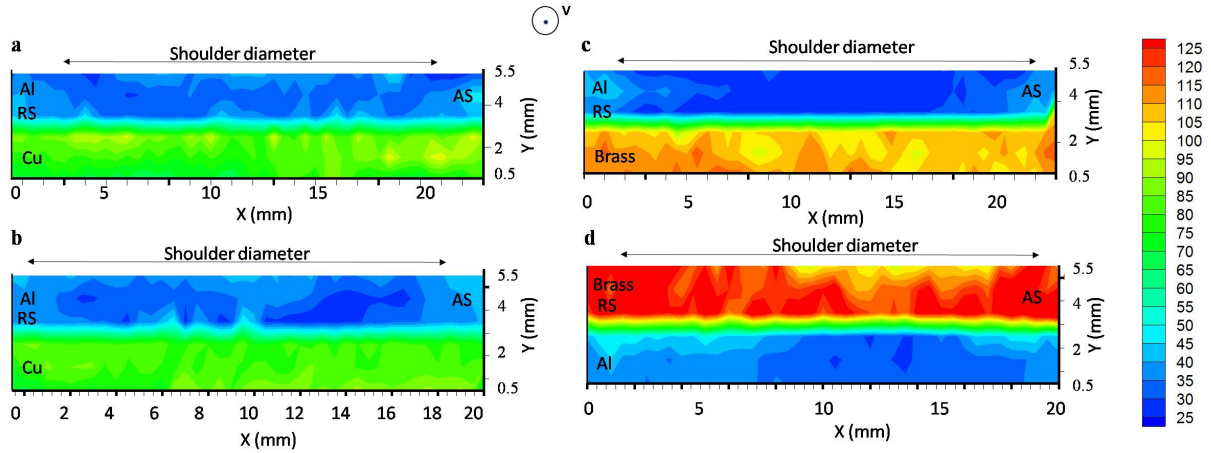 v
a
Shoulder diameter
5.5
Al
AS
4
RS
Cu
2
0.5
Y (mm)
0 5 10 15 20
X (mm)
b
Shoulder diameter
5.5
Al
AS
RS
4
Cu
2
0.5
Y (mm)
0 2 4 6 8 10 12 14 16 18 20
X (mm)
c
Shoulder diameter
5.5
Al
AS
4
RS
Brass
2
0.5
Y (mm)
0 5 10 15 20
X (mm)
d
Shoulder diameter
5.5
Brass
RS
AS
4
Al
2
0.5
Y (mm)
0 5 10 15 20
X (mm)
125
120
115
110
105
100
95
90
85
80
75
70
65
60
55
50
45
40
35
30
25